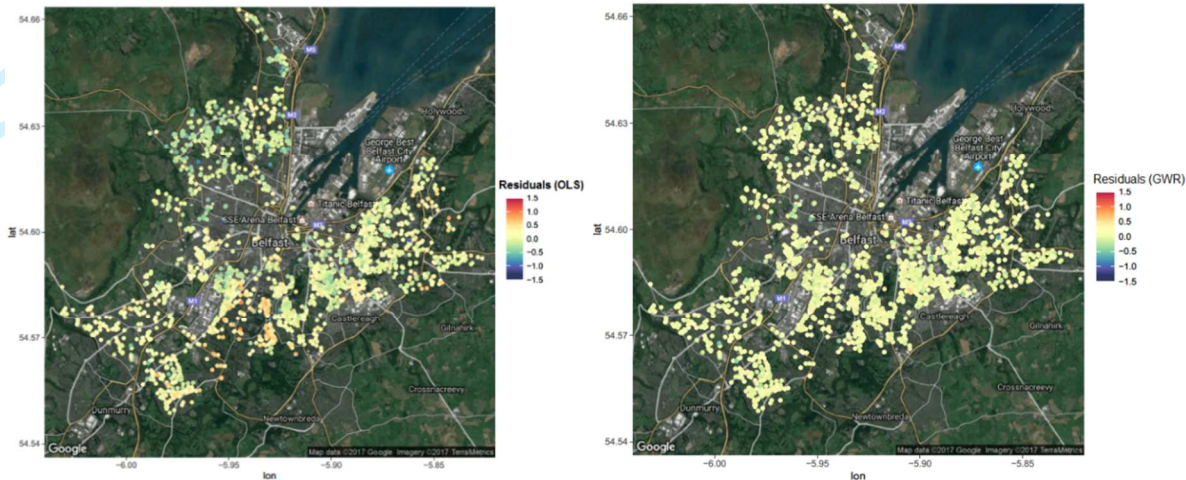 54.66
54.63
54.60
54.57
54.54
lat
M5
M3
Holywood
George Best
Belfast City
Airport
Titanic Belfast
SSE Arena Belfast
Belfast
M1
Castlereagh
Gilnahirk
Crossnacreevy
Dunmurry
Newtownbreda
Google
Map data ©2017 Google Imagery ©2017 TerraMetrics
−6.00
−5.95
−5.90
−5.85
lon
Residuals (OLS)
1.5
1.0
0.5
0.0
−0.5
−1.0
−1.5
54.66
54.63
54.60
54.57
54.54
lat
M5
M3
Holywood
George Best
Belfast City
Airport
Titanic Belfast
SSE Arena Belfast
Belfast
M1
Castlereagh
Gilnahirk
Crossnacreevy
Dunmurry
Newtownbreda
Google
Map data ©2017 Google Imagery ©2017 TerraMetrics
−6.00
−5.95
−5.90
−5.85
lon
Residuals (GWR)
1.5
1.0
0.5
0.0
−0.5
−1.0
−1.5